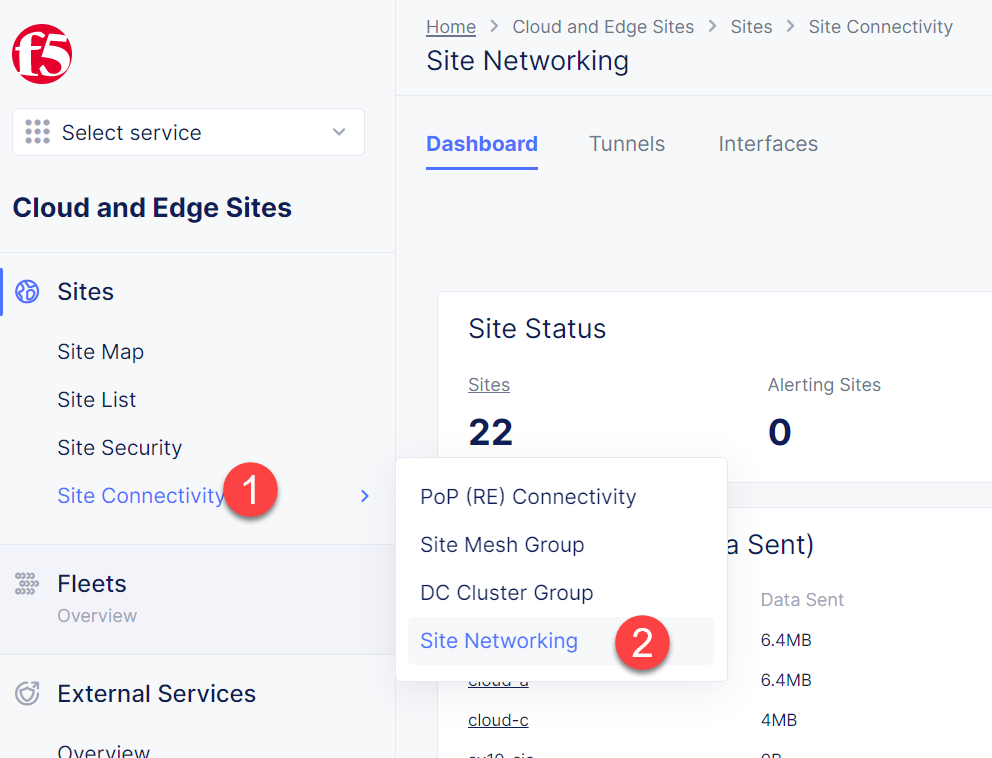 f5
Select service
Cloud and Edge Sites
Sites
Site Map
Site List
Site Security
Site Connectivity
1
Fleets
Overview
External Services
Overview
Home > Cloud and Edge Sites > Sites > Site Connectivity
Site Networking
Dashboard Tunnels Interfaces
Site Status
Sites Alerting Sites
22 0
PoP (RE) Connectivity
Site Mesh Group
DC Cluster Group
Site Networking 2
Sent)
Data Sent
6.4MB
cloud-a 6.4MB
cloud-c 4MB